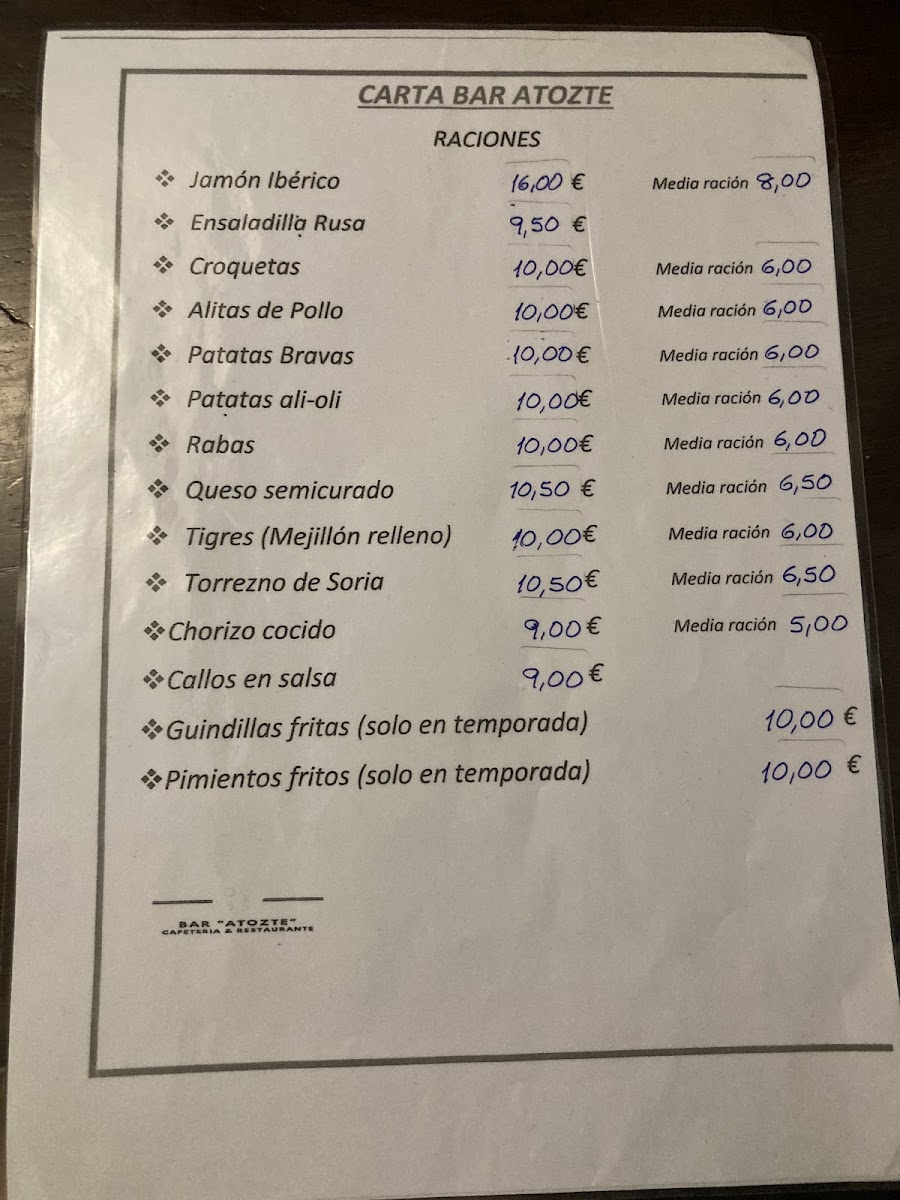 CARTA BAR ATOZTE
RACIONES
❖ Jamón Ibérico 16,00 € Media ración 8,00
❖ Ensaladilla Rusa 9,50 €
❖ Croquetas 10,00€ Media ración 6,00
❖ Alitas de Pollo 10,00€ Media ración 6,00
❖ Patatas Bravas 10,00€ Media ración 6,00
❖ Patatas ali-oli 10,00€ Media ración 6,00
❖ Rabas 10,00€ Media ración 6,00
❖ Queso semicurado 10,50 € Media ración 6,50
❖ Tigres (Mejillón relleno) 10,00€ Media ración 6,00
❖ Torrezno de Soria 10,50€ Media ración 6,50
❖Chorizo cocido 9,00€ Media ración 5,00
❖Callos en salsa 9,00€
❖Guindillas fritas (solo en temporada) 10,00 €
❖Pimientos fritos (solo en temporada) 10,00 €
BAR "ATOZTE"
CAFETERIA & RESTAURANTE